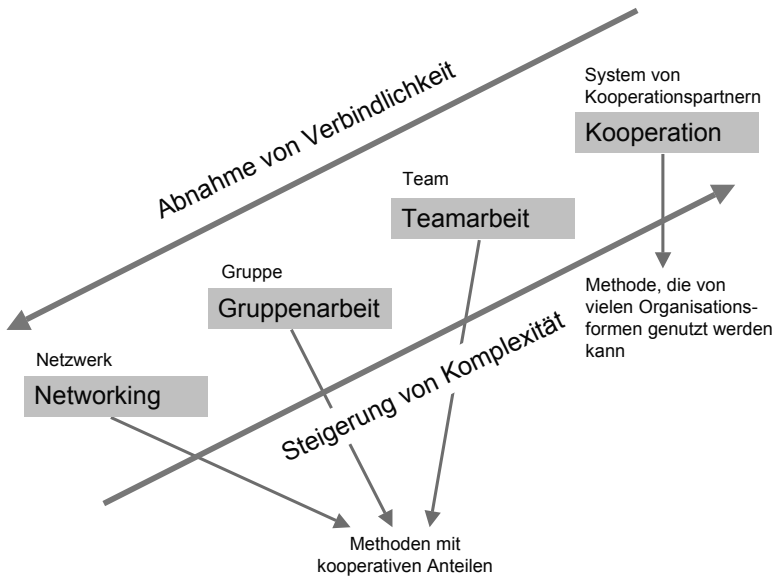 Abnahme von Verbindlichkeit
System von
Kooperationspartnern
Kooperation
Team
Teamarbeit
Gruppe
Gruppenarbeit
Methode, die von
vielen Organisations-
formen genutzt werden
kann
Netzwerk
Networking
Steigerung von Komplexität
Methoden mit
kooperativen Anteilen